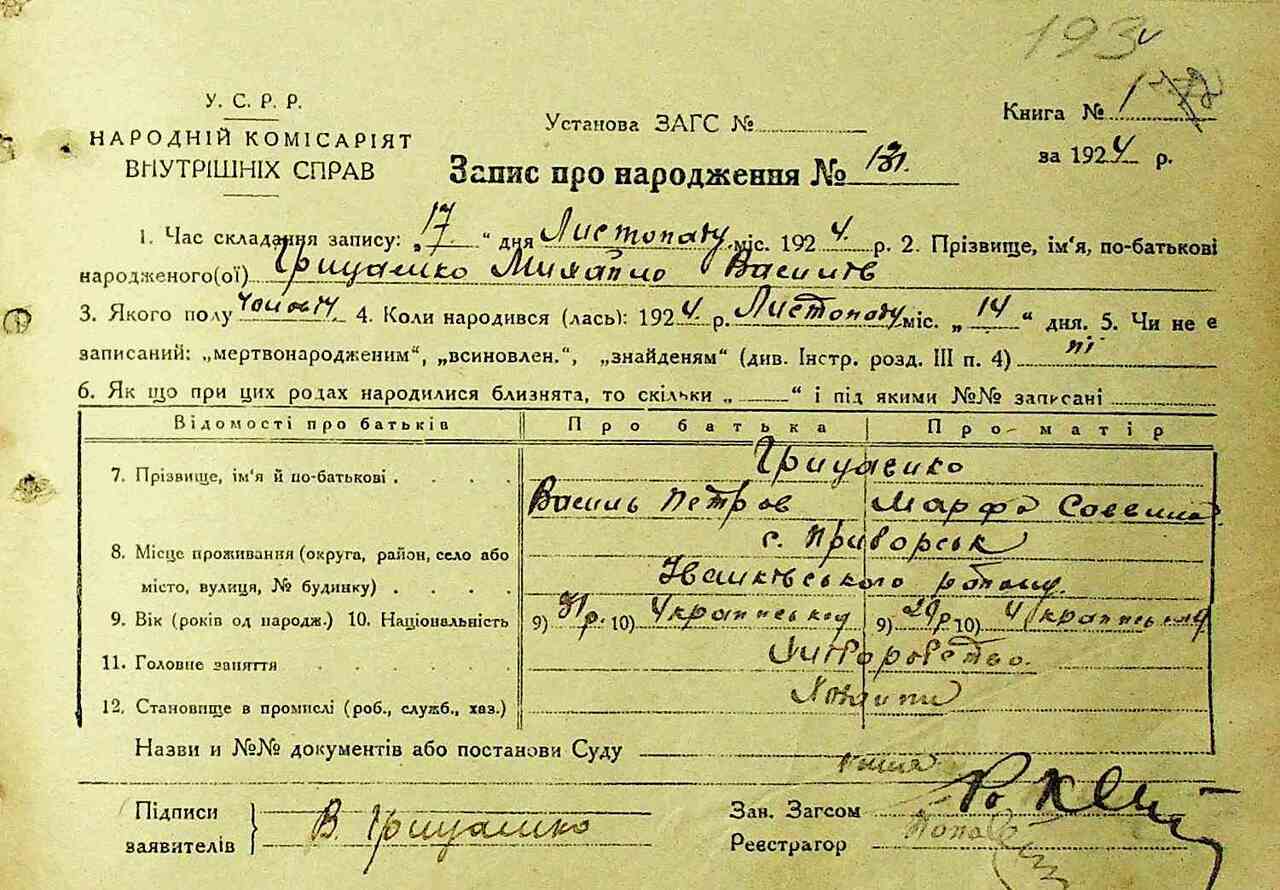 193
У. С. Р. Р.
НАРОДНІЙ КОМІСАРІЯТ
ВНУТРІШНІХ СПРАВ
Установа ЗАГС №
Книга № 1
за 1924 р.
Запис про народження № 131.
1. Час складання запису: „17“ дня Листопаду міс. 1924 р. 2. Прізвище, ім'я, по-батькові
народженого(ої) Грищенко Михайло Василів
3. Якого полу чоловіч. 4. Коли народився (лась): 1924 р. Листопаду міс. „14“ дня. 5. Чи не є
записаний: „мертвонародженим“, „всиновлен.“, „знайденям“ (див. Інстр. розд. III п. 4) ні
6. Як що при цих родах народилися близнята, то скільки „ “ і під якими №№ записані
Відомості про батьків Про батька Про матір
7. Прізвище, ім'я й по-батькові . . . . Грищенко
Василь Петров Марфа
8. Місце проживання (округа, район, село або с. Приборськ
місто, вулиця, № будинку) . . . . Іванківського району.
9. Вік (років од народж.) 10. Національність 9) 31 р. 10) Українська 9) 29 р 10) Українська
11. Головне заняття . . . . . Хліборобство.
12. Становище в промислі (роб., служб., хаз.)
Назви и №№ документів або постанови Суду
Підписи
заявителів
В. Грищенко
Зав. Загсом
Реєстрагор